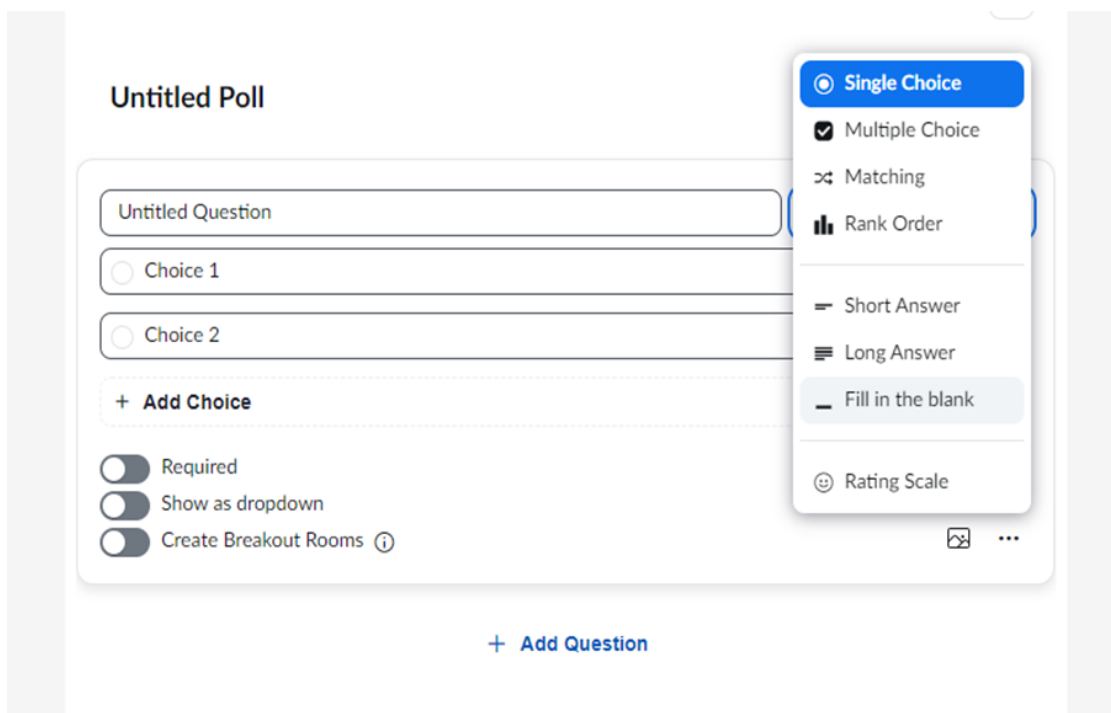 Untitled Poll
Single Choice
Multiple Choice
Matching
Rank Order
Short Answer
Long Answer
Fill in the blank
Rating Scale
Untitled Question
Choice 1
Choice 2
+ Add Choice
Required
Show as dropdown
Create Breakout Rooms
+ Add Question